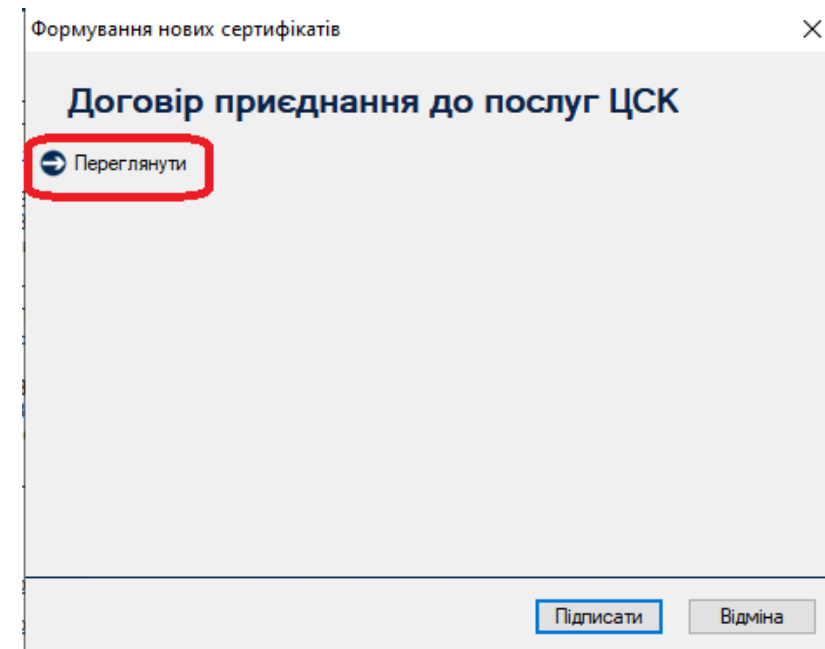 Формування нових сертифікатів
Договір приєднання до послуг ЦСК
Переглянути
Підписати Відміна